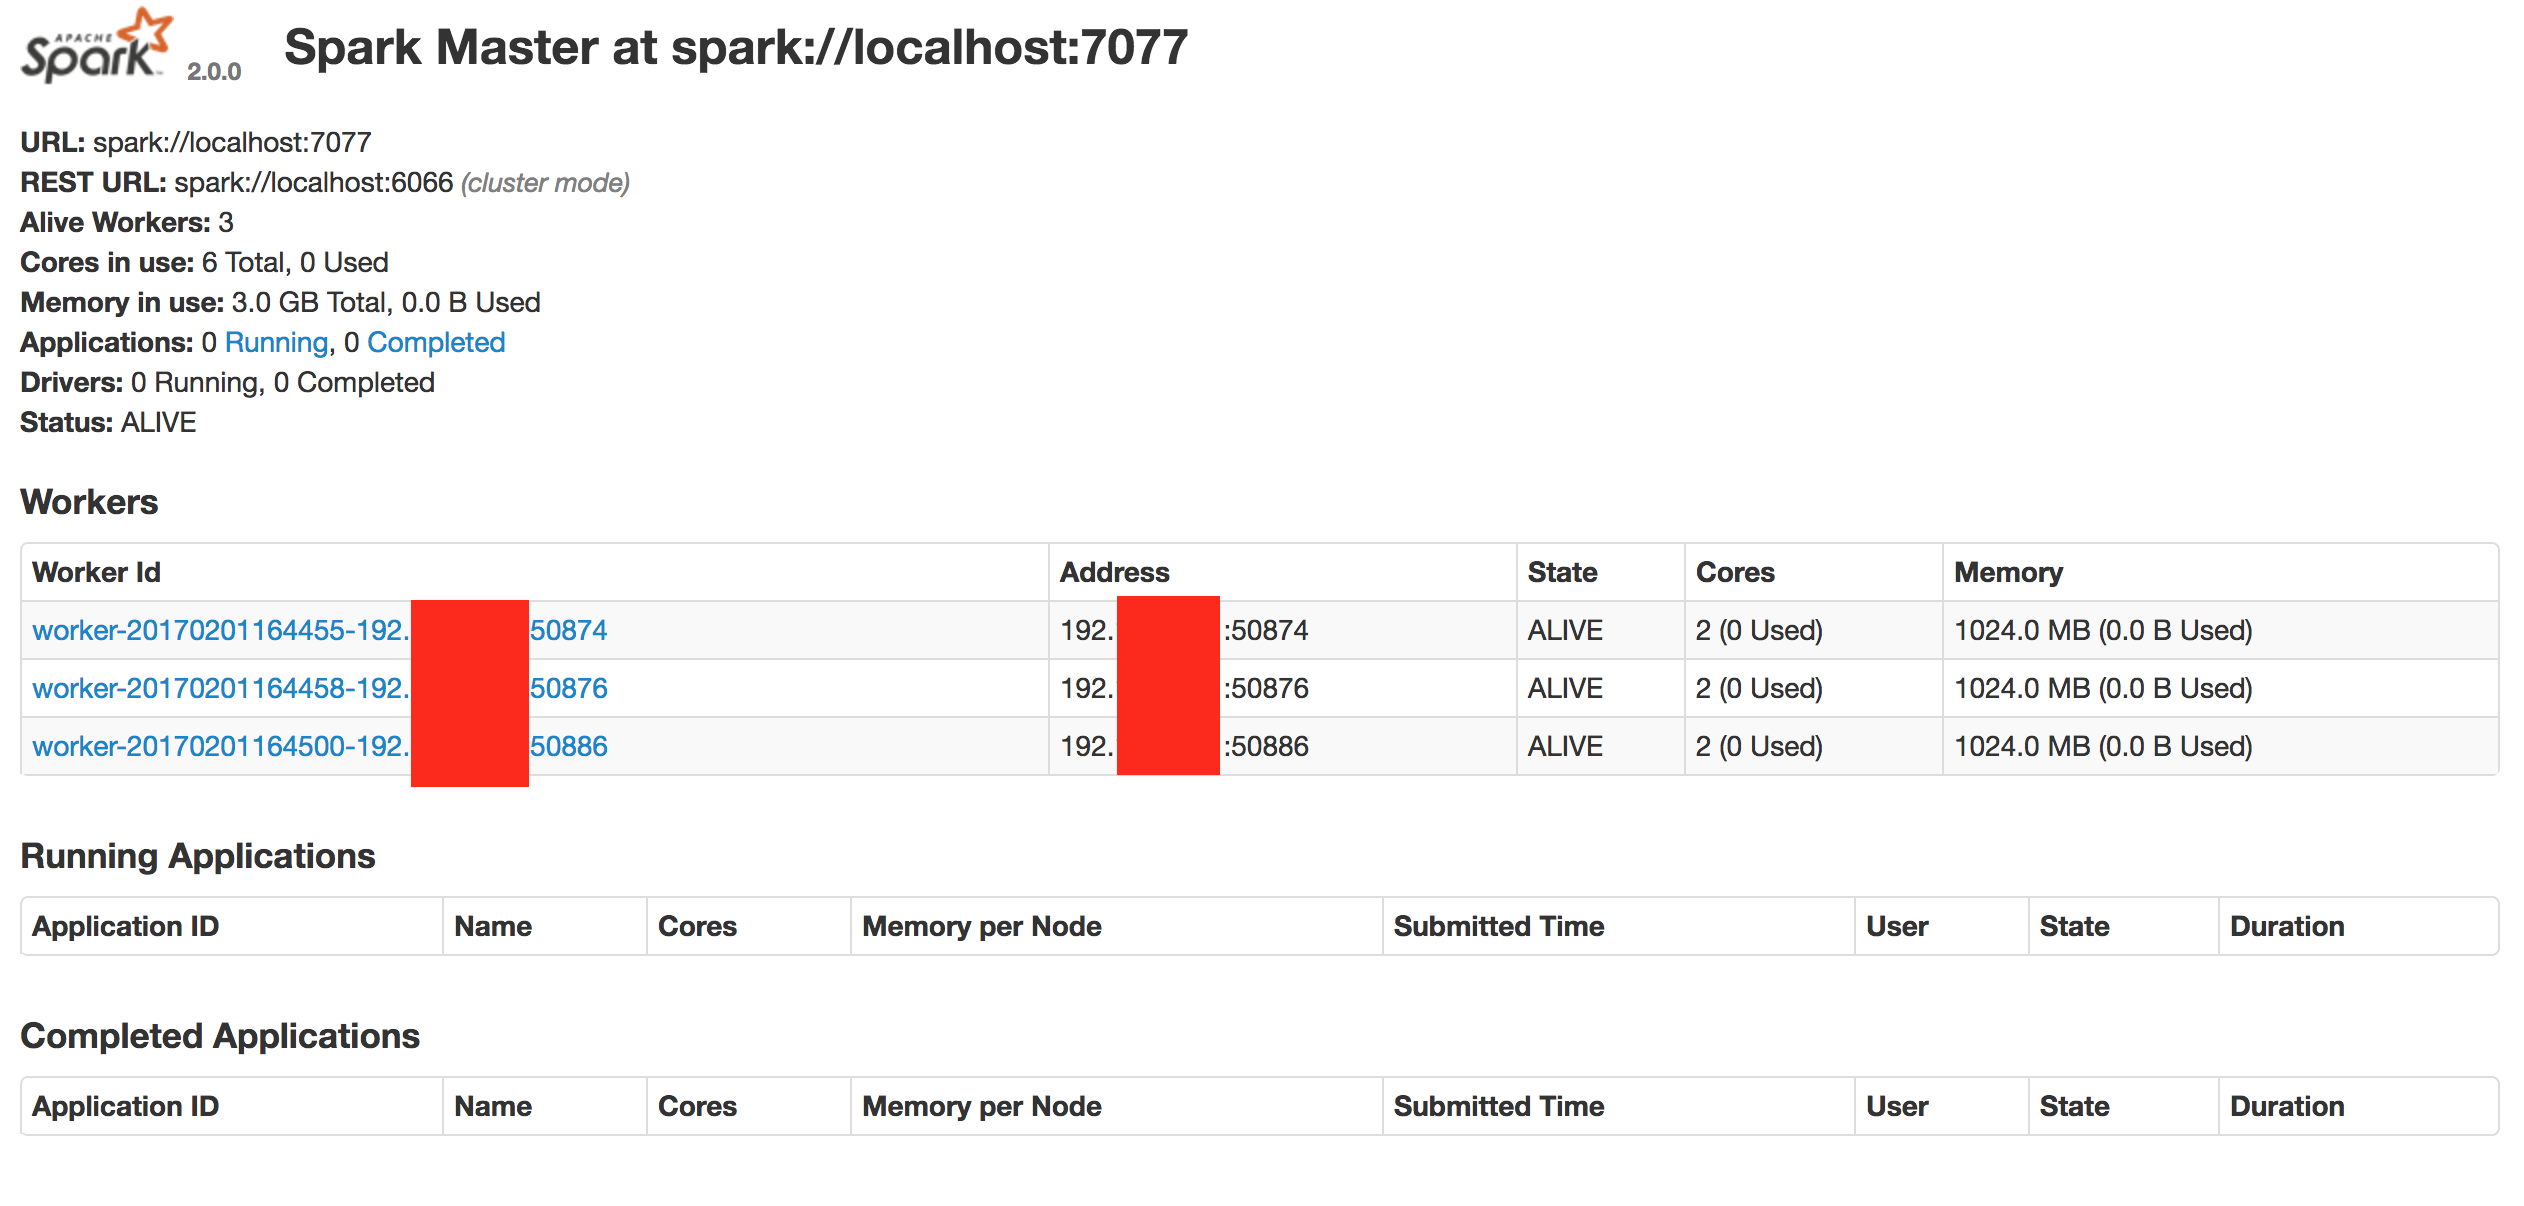 APACHE Spark™ 2.0.0 Spark Master at spark://localhost:7077
URL: spark://localhost:7077
REST URL: spark://localhost:6066 (cluster mode)
Alive Workers: 3
Cores in use: 6 Total, 0 Used
Memory in use: 3.0 GB Total, 0.0 B Used
Applications: 0 Running, 0 Completed
Drivers: 0 Running, 0 Completed
Status: ALIVE
Workers
Worker Id Address State Cores Memory
worker-20170201164455-192. 50874 192. :50874 ALIVE 2 (0 Used) 1024.0 MB (0.0 B Used)
worker-20170201164458-192. 50876 192. :50876 ALIVE 2 (0 Used) 1024.0 MB (0.0 B Used)
worker-20170201164500-192. 50886 192. :50886 ALIVE 2 (0 Used) 1024.0 MB (0.0 B Used)
Running Applications
Application ID Name Cores Memory per Node Submitted Time User State Duration
Completed Applications
Application ID Name Cores Memory per Node Submitted Time User State Duration